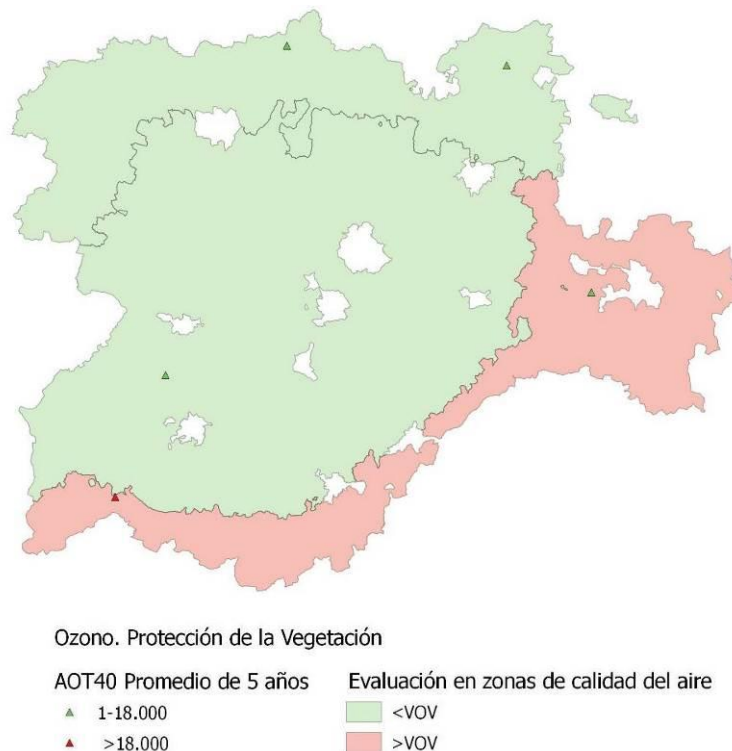 Ozono. Protección de la Vegetación
AOT40 Promedio de 5 años Evaluación en zonas de calidad del aire
1-18.000 <VOV
>18.000 >VOV